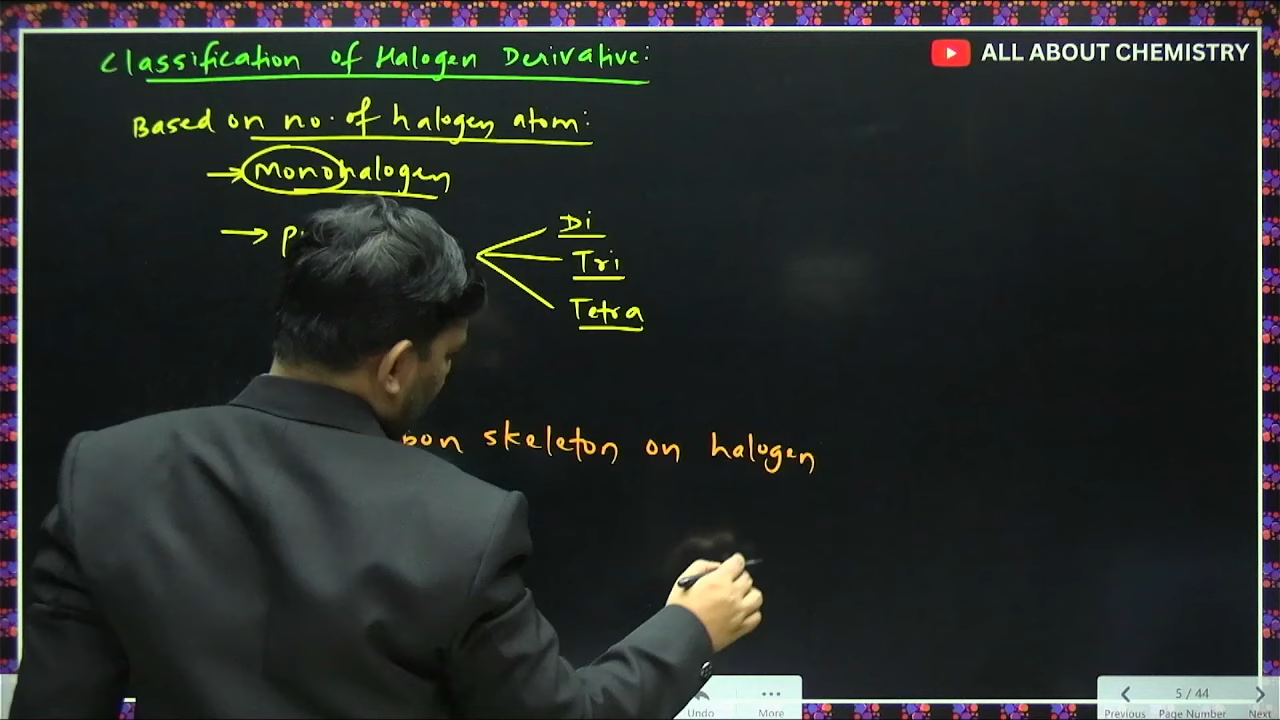 Classification of Halogen Derivative:
ALL ABOUT CHEMISTRY
Based on no. of halogen atom:
→ Monohalogen
→
Di
Tri
Tetra
skeleton on halogen
Undo
More
Previous
5 / 44
Page Number
Next